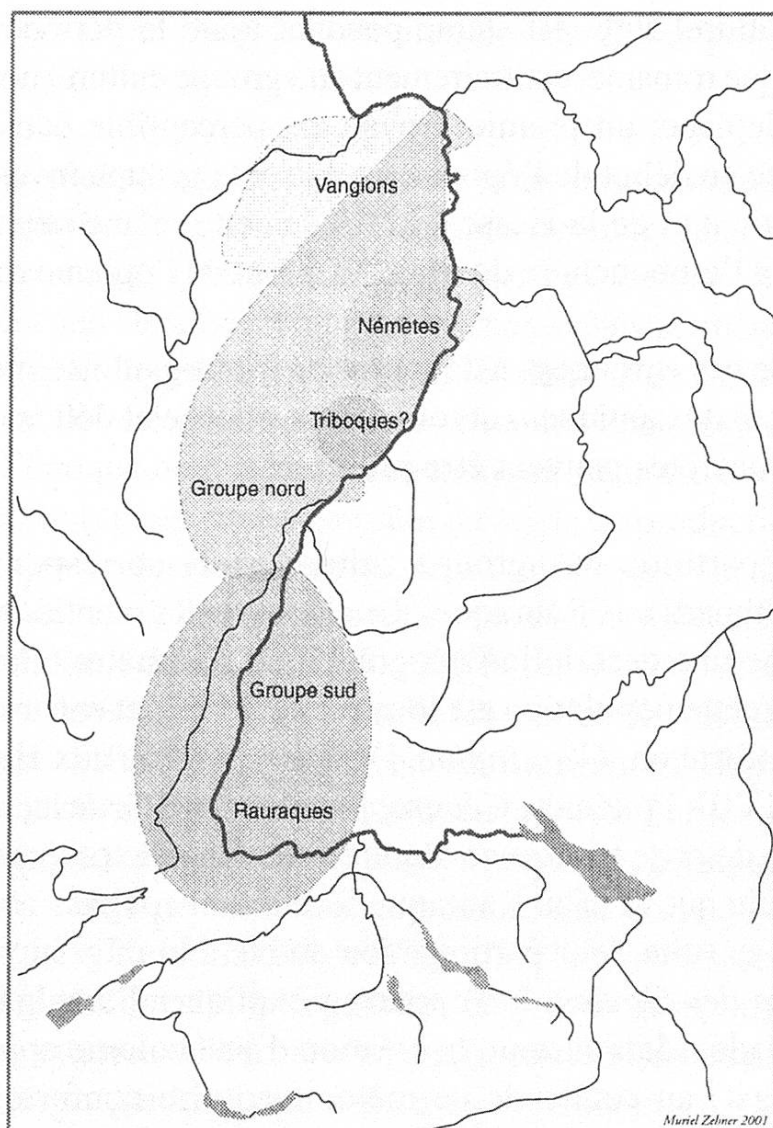 Vangions
Némètes
Triboques?
Groupe nord
Groupe sud
Rauraques
Muriel Zehner 2001